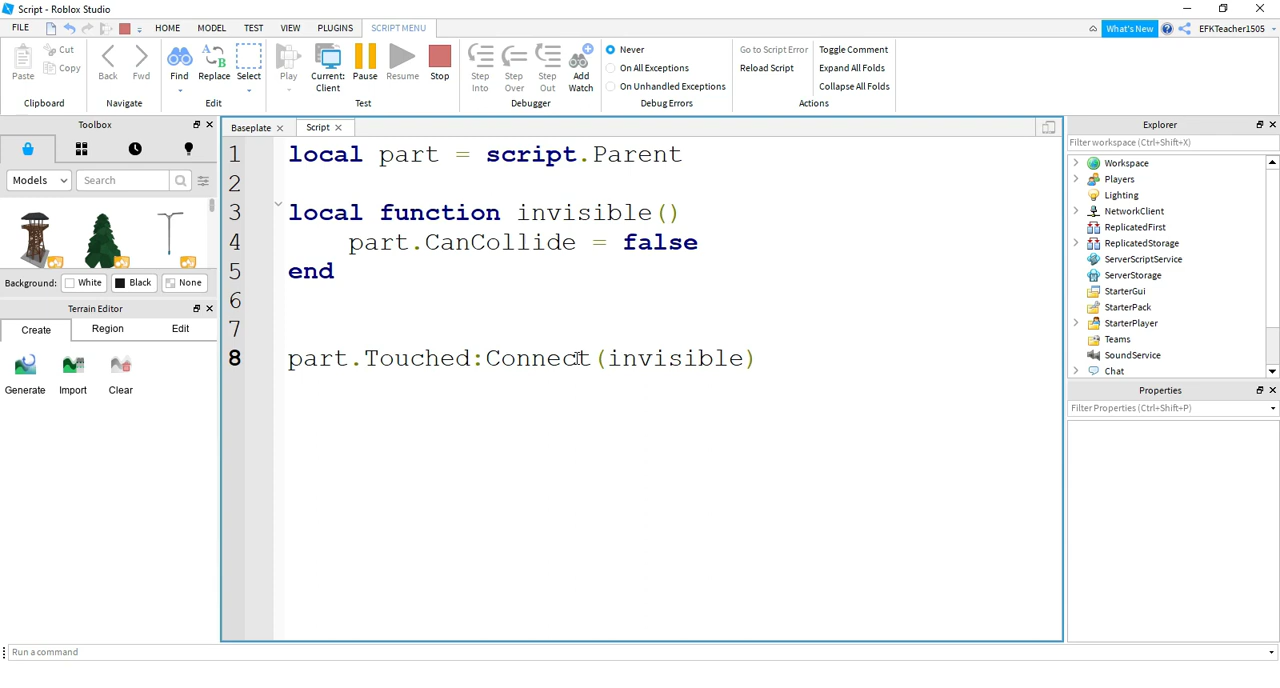 Script - Roblox Studio
FILE HOME MODEL TEST VIEW PLUGINS SCRIPT MENU What's New EFKTeacher1505
Paste Cut Copy Back Fwd Find Replace Select Play Current: Client Pause Resume Stop Step Into Step Over Step Out Add Watch
Never
On All Exceptions
On Unhandled Exceptions
Go to Script Error
Reload Script
Toggle Comment
Expand All Folds
Collapse All Folds
Clipboard Navigate Edit Test Debugger Debug Errors Actions
Toolbox
Models Search
Background: White Black None
Terrain Editor
Create Region Edit
Generate Import Clear
Baseplate Script
1 local part = script.Parent
2
3 local function invisible()
4 part.CanCollide = false
5 end
6
7
8 part.Touched:Connect(invisible)
Explorer
Filter workspace (Ctrl+Shift+X)
Workspace
Players
Lighting
NetworkClient
ReplicatedFirst
ReplicatedStorage
ServerScriptService
ServerStorage
StarterGui
StarterPack
StarterPlayer
Teams
SoundService
Chat
Properties
Filter Properties (Ctrl+Shift+P)
Run a command